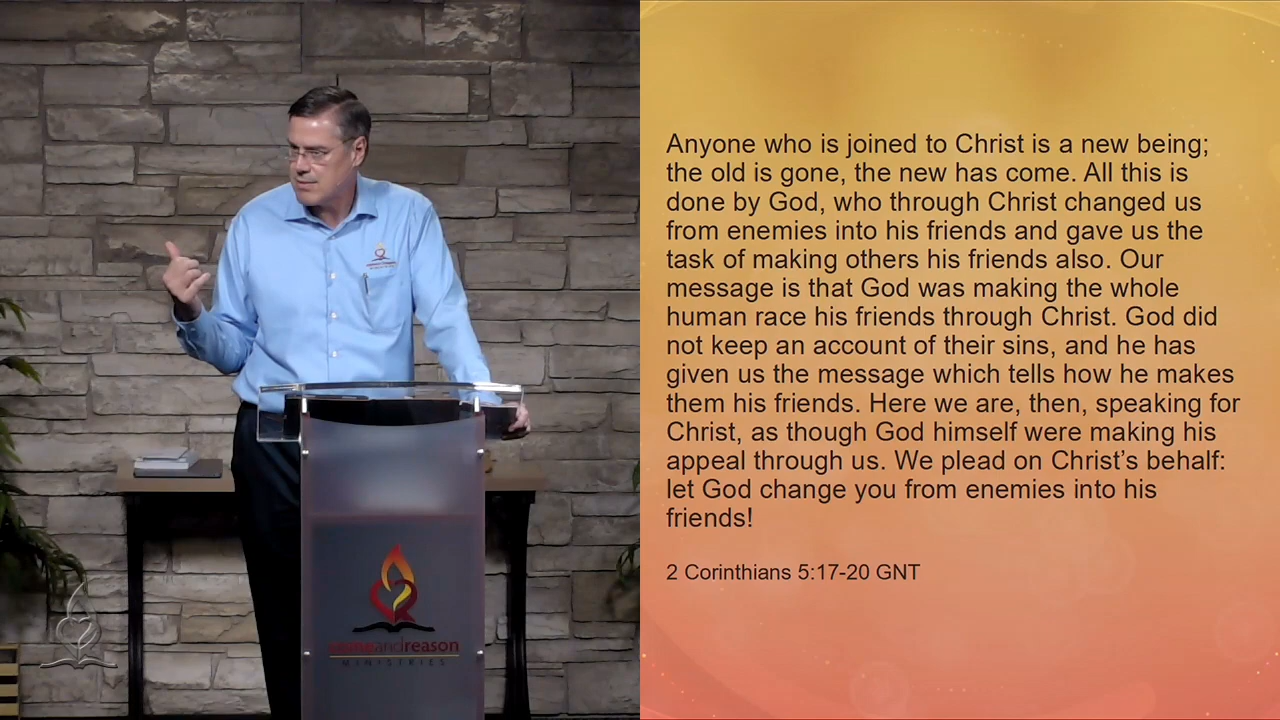 Anyone who is joined to Christ is a new being;
the old is gone, the new has come. All this is
done by God, who through Christ changed us
from enemies into his friends and gave us the
task of making others his friends also. Our
message is that God was making the whole
human race his friends through Christ. God did
not keep an account of their sins, and he has
given us the message which tells how he makes
them his friends. Here we are, then, speaking for
Christ, as though God himself were making his
appeal through us. We plead on Christ’s behalf:
let God change you from enemies into his
friends!
2 Corinthians 5:17-20 GNT
comeandreason
MINISTRIES